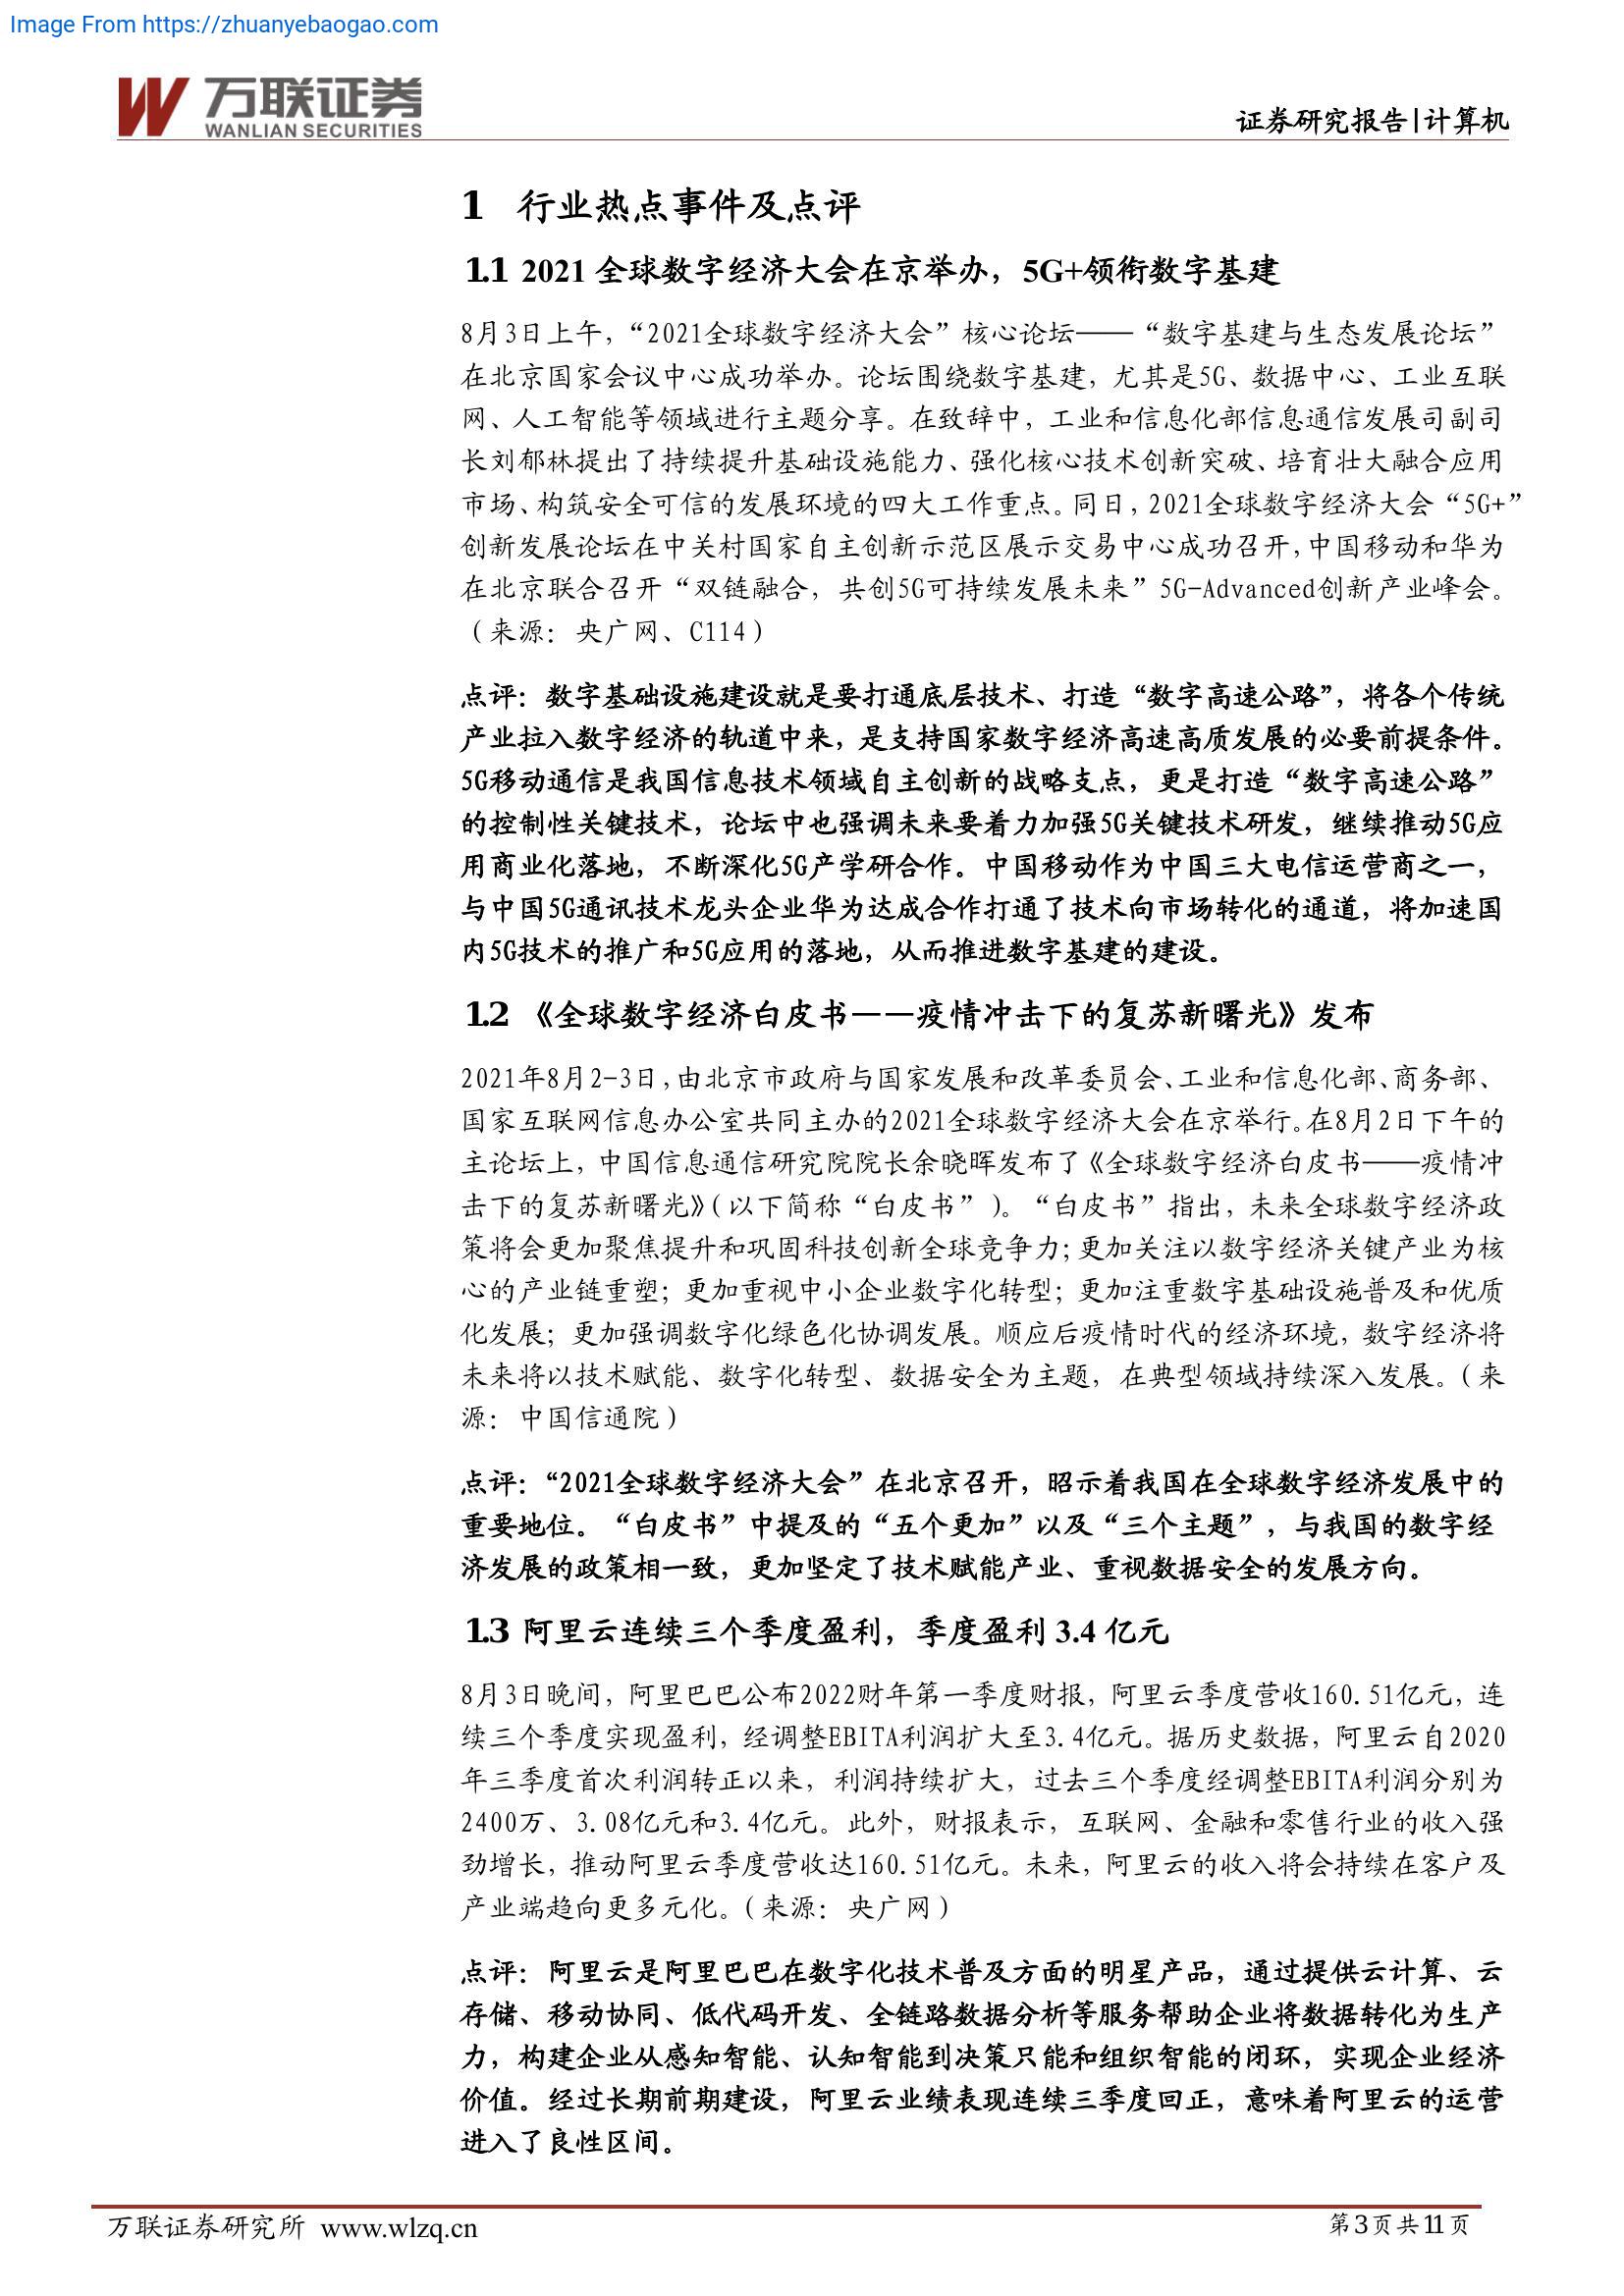 Image From https://zhuanyebaogao.com
万联证券
WANLIAN SECURITIES
证券研究报告|计算机
1 行业热点事件及点评
1.1 2021 全球数字经济大会在京举办，5G+领衔数字基建
8月3日上午，“2021全球数字经济大会”核心论坛——“数字基建与生态发展论坛”
在北京国家会议中心成功举办。论坛围绕数字基建，尤其是5G、数据中心、工业互联
网、人工智能等领域进行主题分享。在致辞中，工业和信息化部信息通信发展司副司
长刘郁林提出了持续提升基础设施能力、强化核心技术创新突破、培育壮大融合应用
市场、构筑安全可信的发展环境的四大工作重点。同日，2021全球数字经济大会“5G+”
创新发展论坛在中关村国家自主创新示范区展示交易中心成功召开，中国移动和华为
在北京联合召开“双链融合，共创5G可持续发展未来”5G-Advanced创新产业峰会。
（来源：央广网、C114）
点评：数字基础设施建设就是要打通底层技术、打造“数字高速公路”，将各个传统
产业拉入数字经济的轨道中来，是支持国家数字经济高速高质发展的必要前提条件。
5G移动通信是我国信息技术领域自主创新的战略支点，更是打造“数字高速公路”
的控制性关键技术，论坛中也强调未来要着力加强5G关键技术研发，继续推动5G应
用商业化落地，不断深化5G产学研合作。中国移动作为中国三大电信运营商之一，
与中国5G通讯技术龙头企业华为达成合作打通了技术向市场转化的通道，将加速国
内5G技术的推广和5G应用的落地，从而推进数字基建的建设。
1.2 《全球数字经济白皮书——疫情冲击下的复苏新曙光》发布
2021年8月2-3日，由北京市政府与国家发展和改革委员会、工业和信息化部、商务部、
国家互联网信息办公室共同主办的2021全球数字经济大会在京举行。在8月2日下午的
主论坛上，中国信息通信研究院院长余晓晖发布了《全球数字经济白皮书——疫情冲
击下的复苏新曙光》（以下简称“白皮书”）。“白皮书”指出，未来全球数字经济政
策将会更加聚焦提升和巩固科技创新全球竞争力；更加关注以数字经济关键产业为核
心的产业链重塑；更加重视中小企业数字化转型；更加注重数字基础设施普及和优质
化发展；更加强调数字化绿色化协调发展。顺应后疫情时代的经济环境，数字经济将
未来将以技术赋能、数字化转型、数据安全为主题，在典型领域持续深入发展。（来
源：中国信通院）
点评：“2021全球数字经济大会”在北京召开，昭示着我国在全球数字经济发展中的
重要地位。“白皮书”中提及的“五个更加”以及“三个主题”，与我国的数字经
济发展的政策相一致，更加坚定了技术赋能产业、重视数据安全的发展方向。
1.3 阿里云连续三个季度盈利，季度盈利 3.4 亿元
8月3日晚间，阿里巴巴公布2022财年第一季度财报，阿里云季度营收160.51亿元，连
续三个季度实现盈利，经调整EBITA利润扩大至3.4亿元。据历史数据，阿里云自2020
年三季度首次利润转正以来，利润持续扩大，过去三个季度经调整EBITA利润分别为
2400万、3.08亿元和3.4亿元。此外，财报表示，互联网、金融和零售行业的收入强
劲增长，推动阿里云季度营收达160.51亿元。未来，阿里云的收入将会持续在客户及
产业端趋向更多元化。（来源：央广网）
点评：阿里云是阿里巴巴在数字化技术普及方面的明星产品，通过提供云计算、云
存储、移动协同、低代码开发、全链路数据分析等服务帮助企业将数据转化为生产
力，构建企业从感知智能、认知智能到决策只能和组织智能的闭环，实现企业经济
价值。经过长期前期建设，阿里云业绩表现连续三季度回正，意味着阿里云的运营
进入了良性区间。
万联证券研究所 www.wlzq.cn
第 3 页 共 11 页